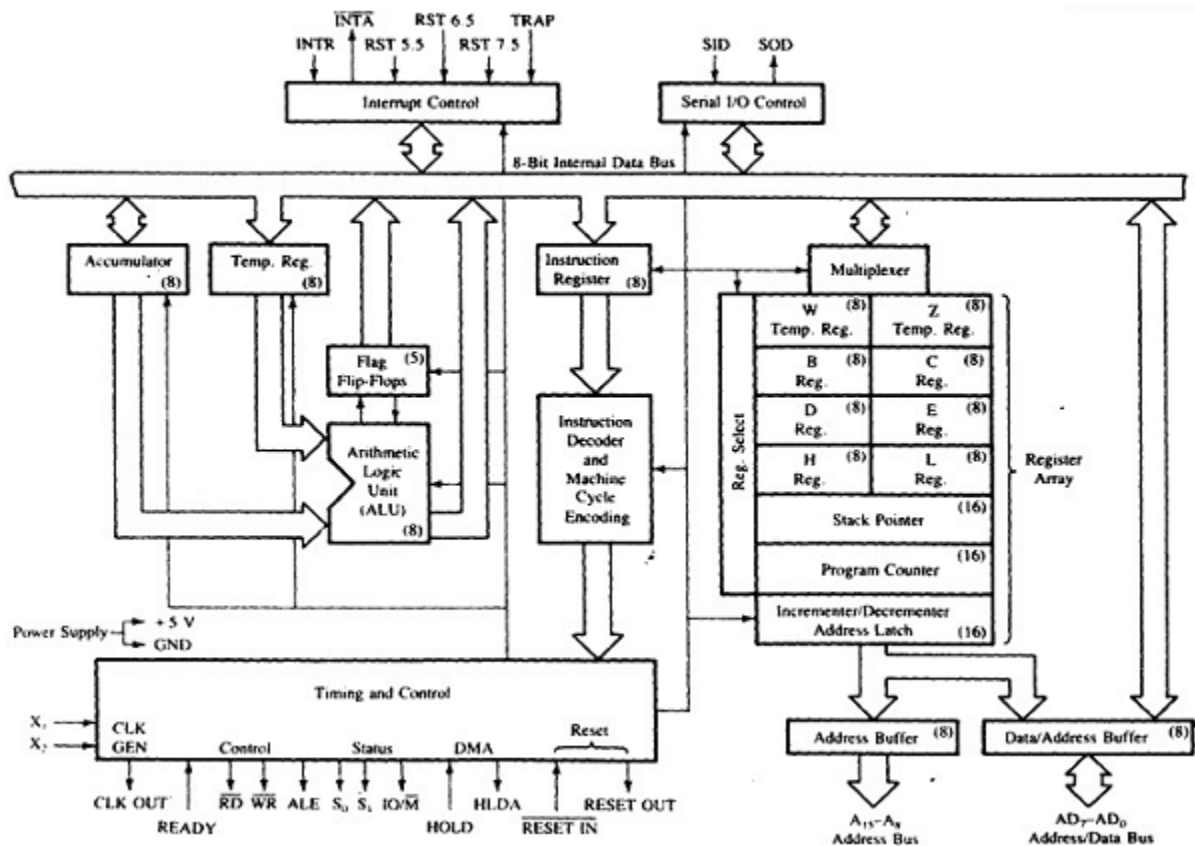 INTA RST 6.5 TRAP
INTR RST 5.5 RST 7.5
SID SOD
Interrupt Control
Serial I/O Control
8-Bit Internal Data Bus
Accumulator
(8)
Temp. Reg.
(8)
Instruction
Register
(8)
Multiplexer
Flag
Flip-Flops
(5)
Arithmetic
Logic
Unit
(ALU)
(8)
Instruction
Decoder
and
Machine
Cycle
Encoding
Reg. Select
W (8)
Temp. Reg.
Z (8)
Temp. Reg.
B (8)
Reg.
C (8)
Reg.
D (8)
Reg.
E (8)
Reg.
H (8)
Reg.
L (8)
Reg.
Stack Pointer
(16)
Program Counter
(16)
Incrementer/Decrementer
Address Latch
(16)
Register
Array
Power Supply
+5 V
GND
Timing and Control
X₁
X₂
CLK
GEN
Control
Status
DMA
Reset
CLK OUT
READY
RD WR ALE S₀ S₁ IO/M
HOLD
HLDA
RESET IN
RESET OUT
Address Buffer
(8)
Data/Address Buffer
(8)
A₁₅–A₈
Address Bus
AD₇–AD₀
Address/Data Bus